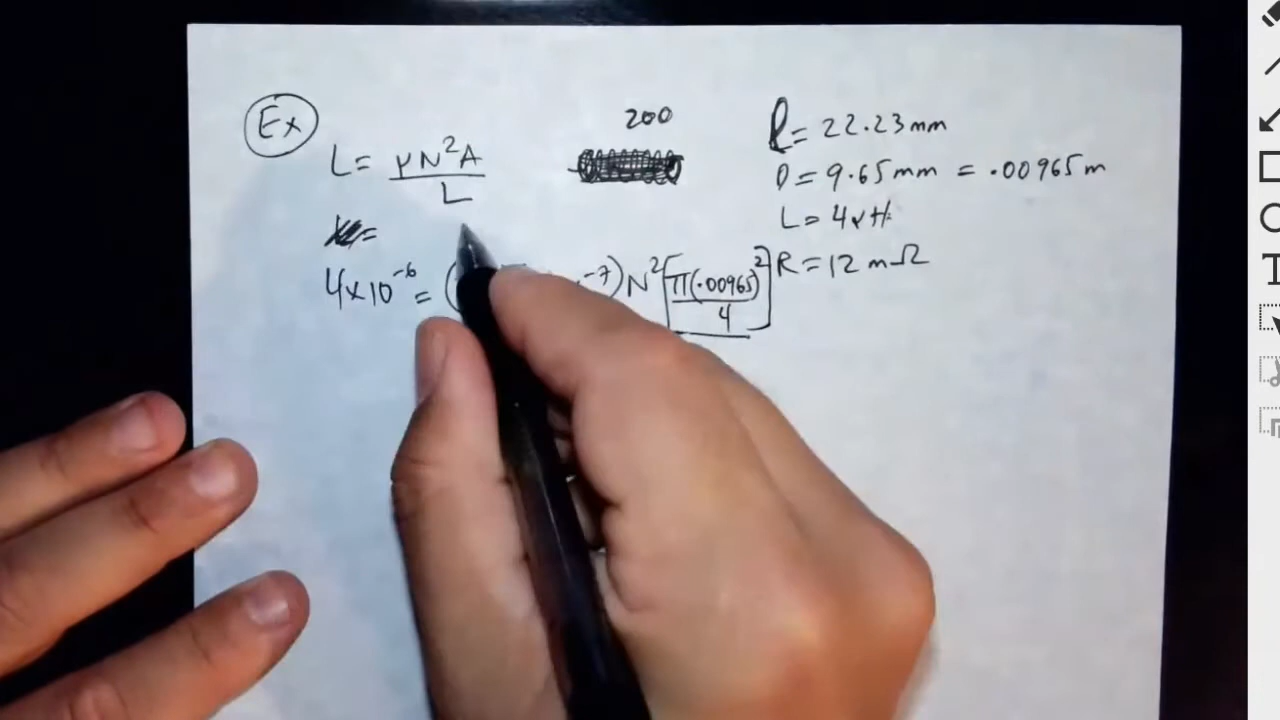 Ex
200
L = μN²A / L
l = 22.23 mm
D = 9.65 mm = .00965 m
L = 4μH
R = 12 mΩ
4×10⁻⁶ = ( ⁻⁷)N²[π(.00965)² / 4]
T